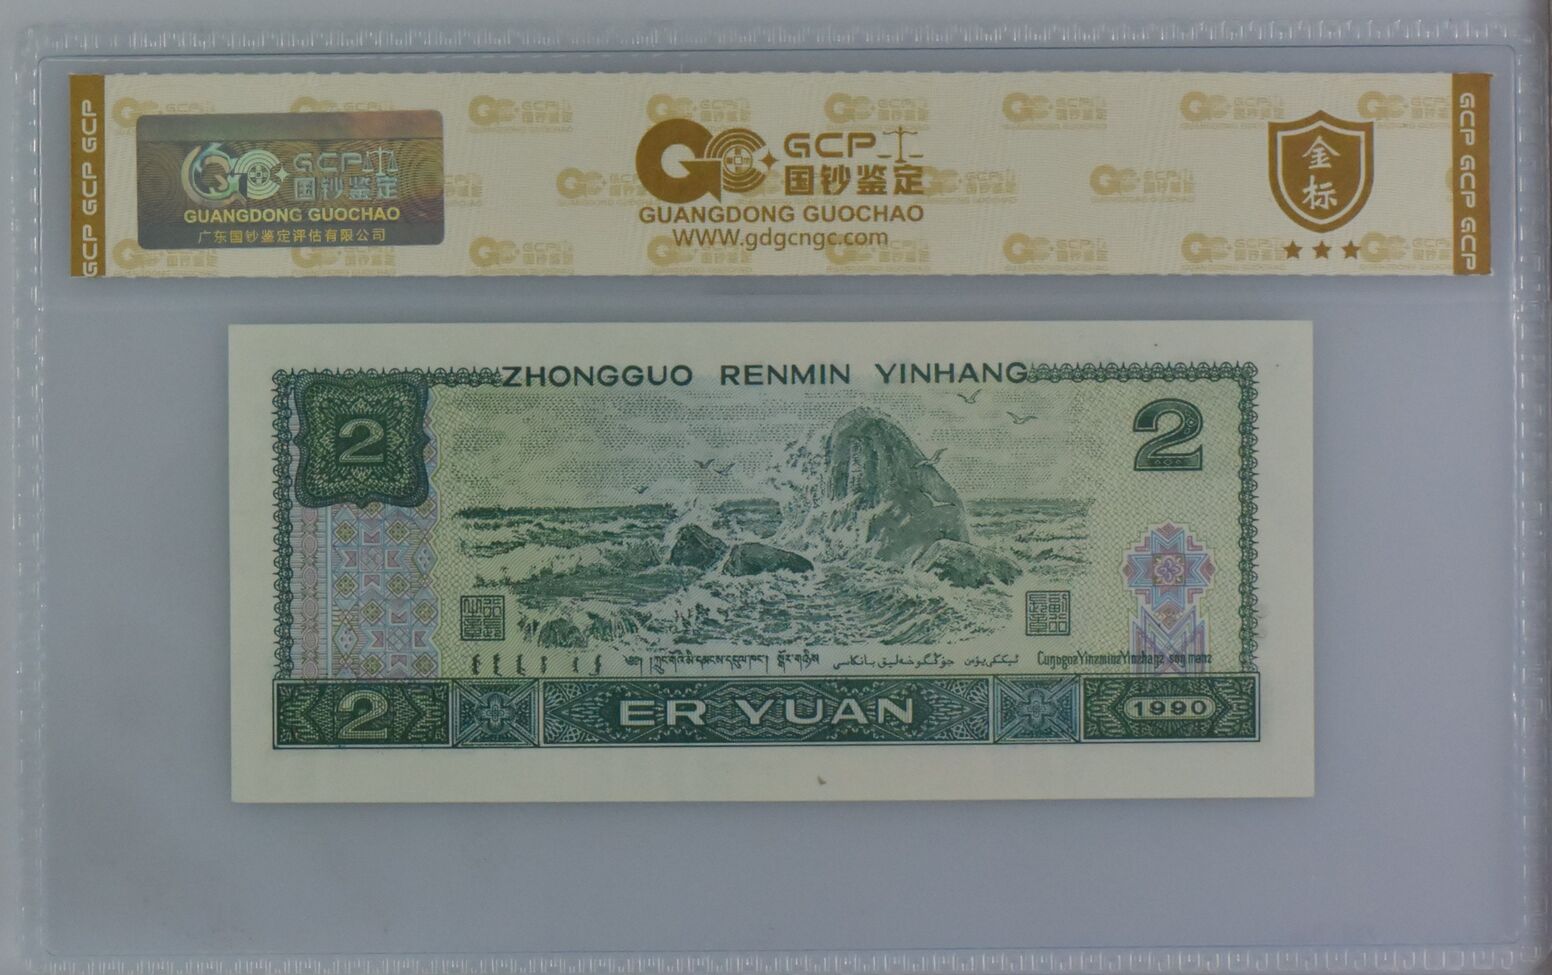 GCP GCP GCP
GCP
国钞鉴定
GUANGDONG GUOCHAO
广东国钞鉴定评估有限公司
GCP
国钞鉴定
GUANGDONG GUOCHAO
WWW.gdgcngc.com
金
标
GCP GCP GCP
ZHONGGUO RENMIN YINHANG
2
2
2
ER YUAN
1990